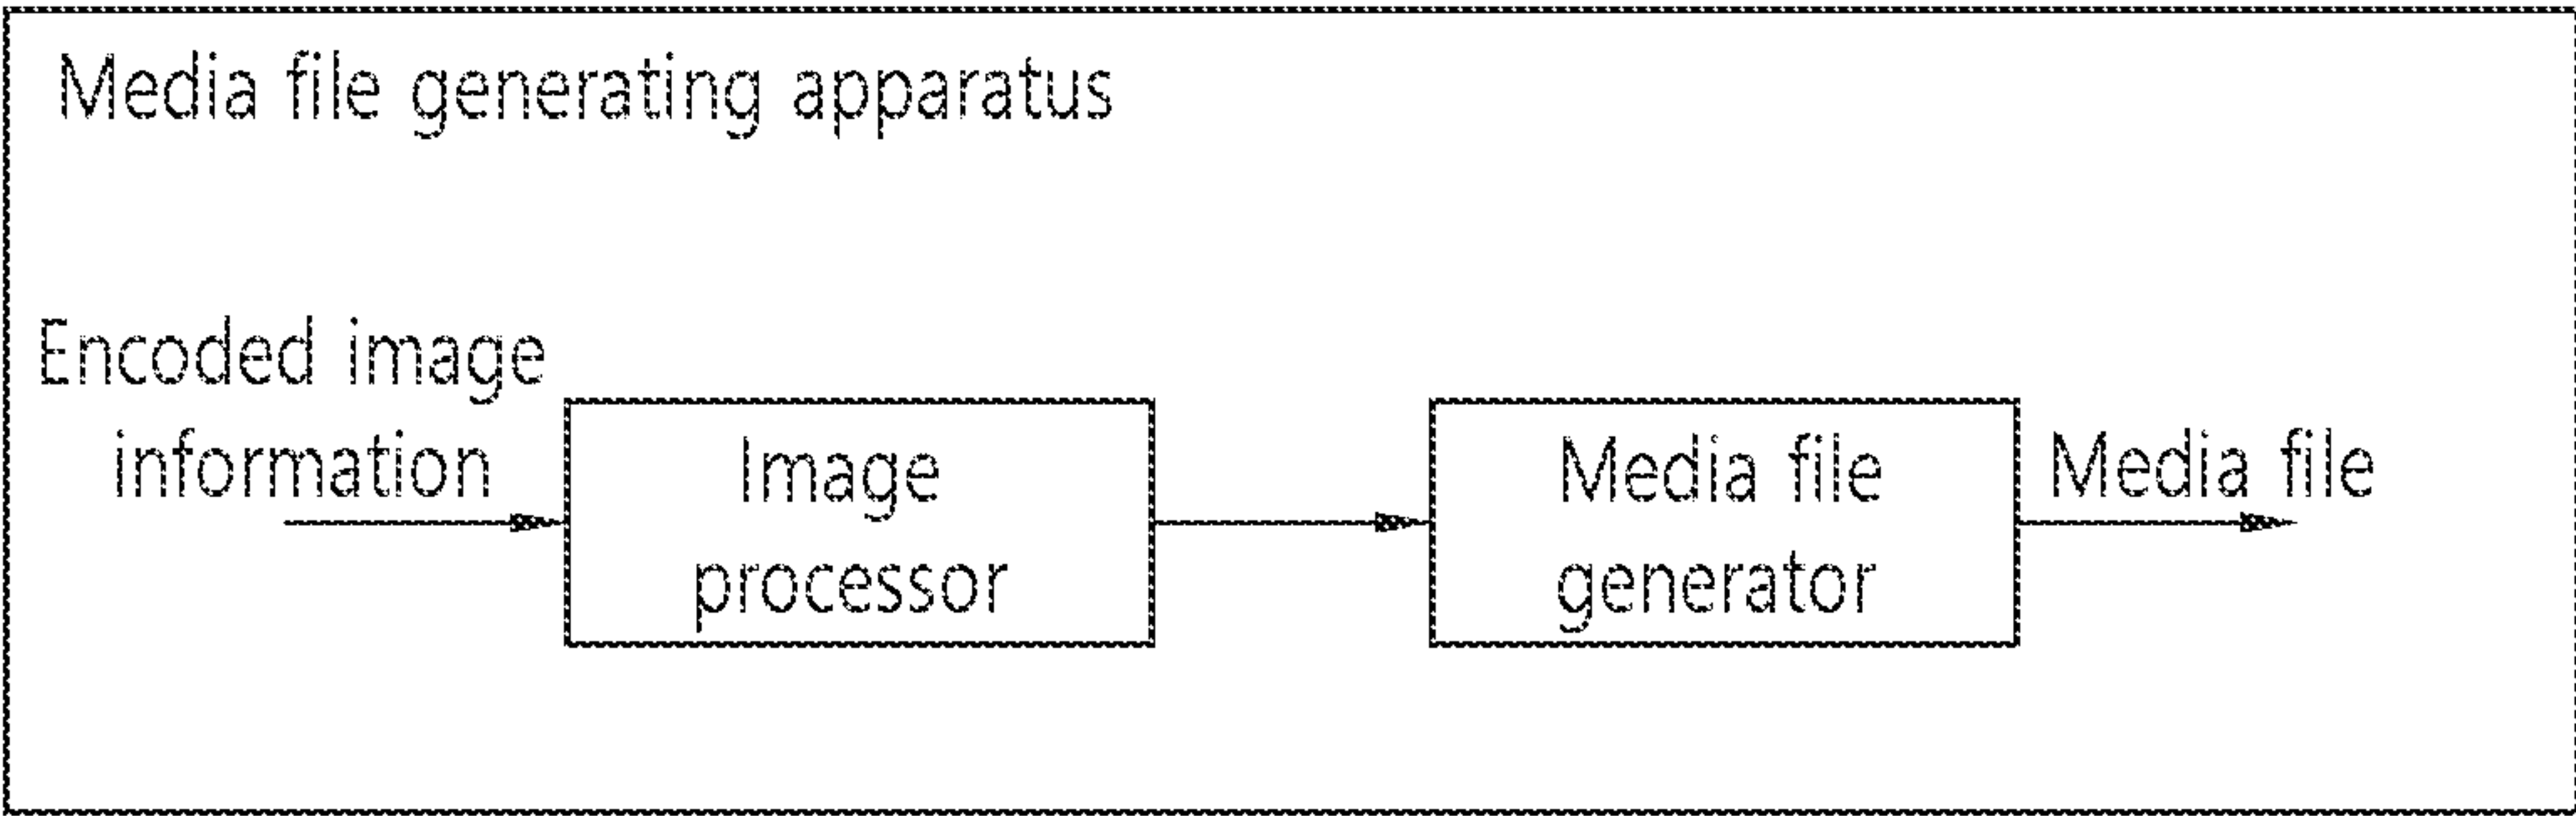 Media file generating apparatus
Encoded image
information
Image
processor
Media file
generator
Media file